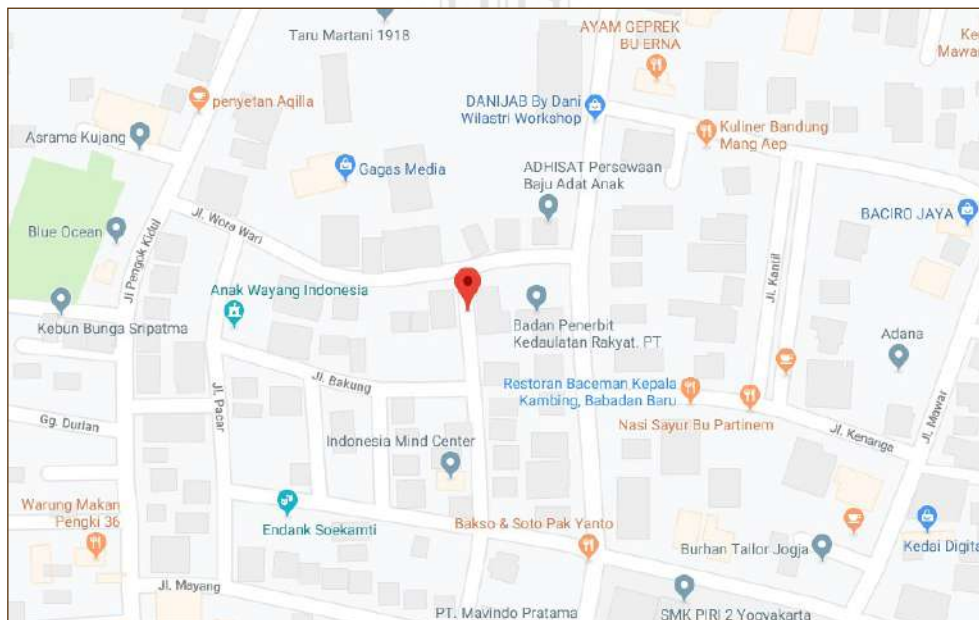 Taru Martani 1918
AYAM GEPREK
BU ERNA
penyetan Aqilla
DANIJAB By Dani
Wilastri Workshop
Asrama Kujang
Kuliner Bandung
Mang Aep
Gagas Media
ADHISAT Persewaan
Baju Adat Anak
BACIRO JAYA
Jl. Wora Wari
Blue Ocean
Jl Pengok Kidul
Jl. Kantil
Anak Wayang Indonesia
Kebun Bunga Sripatma
Badan Penerbit
Kedaulatan Rakyat. PT
Adana
Jl. Bakung
Restoran Baceman Kepala
Kambing, Babadan Baru
Jl. Pacar
Nasi Sayur Bu Partinem
Jl. Mawar
Gg. Durian
Jl. Kenanga
Indonesia Mind Center
Warung Makan
Pengki 36
Endank Soekamti
Bakso & Soto Pak Yanto
Burhan Tailor Jogja
Kedai Digita
Jl. Mayang
PT. Mavindo Pratama
SMK PIRI 2 Yogyakarta